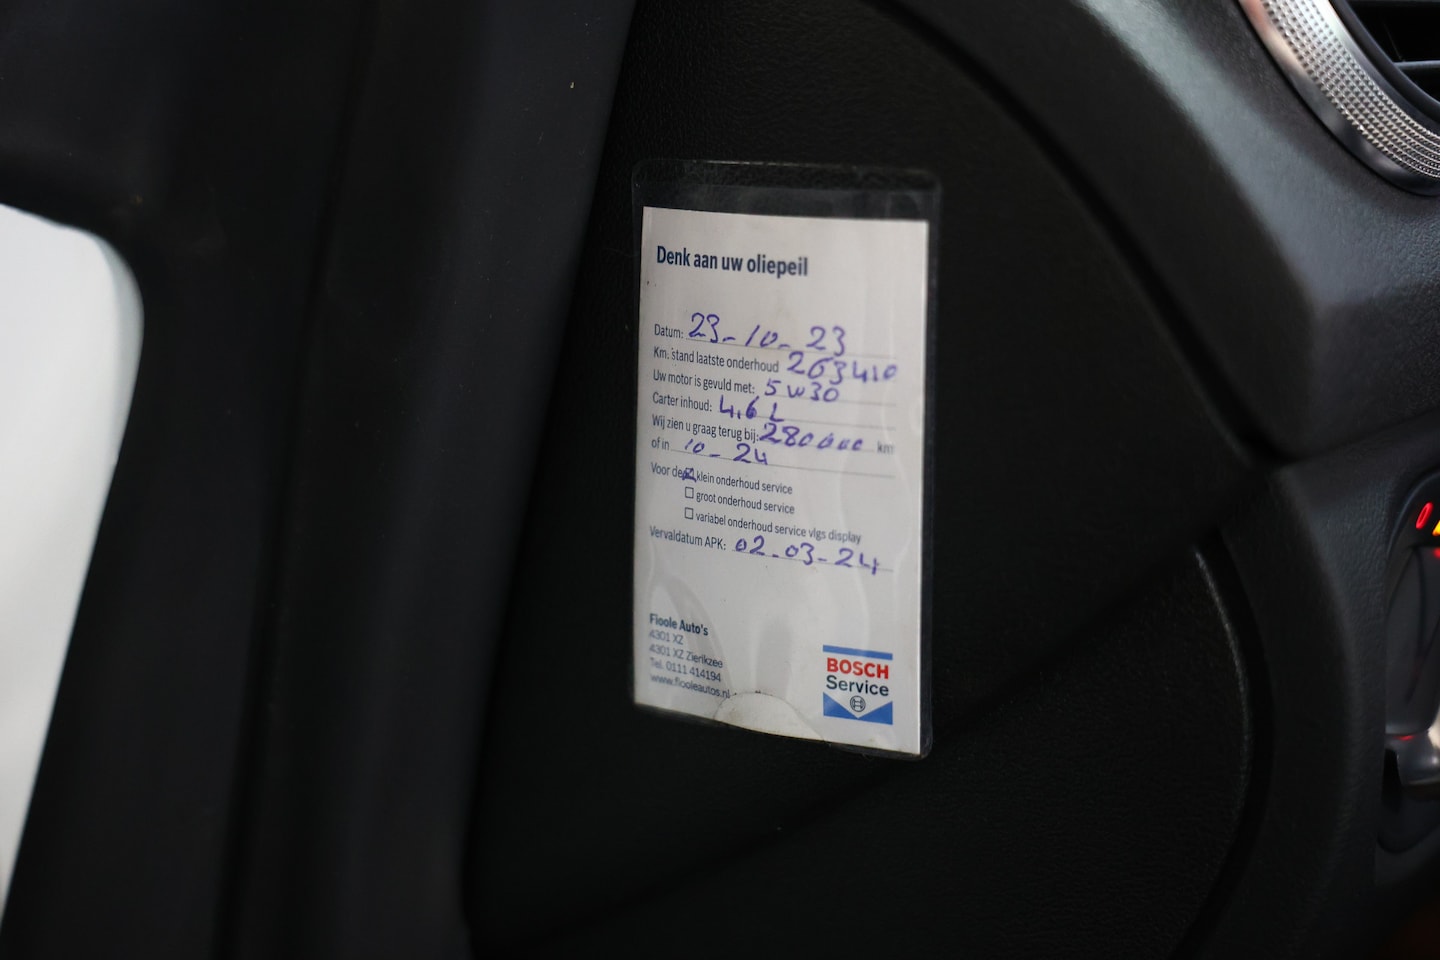 Denk aan uw oliepeil
Datum: 23-10-23
Km. stand laatste onderhoud 263410
Uw motor is gevuld met: 5W30
Carter inhoud: 4,6 L
Wij zien u graag terug bij: 280000 km
of in 10-24
Voor de klein onderhoud service
groot onderhoud service
variabel onderhoud service vlgs display
Vervaldatum APK: 02-03-24
Fioole Auto's
4301 XZ
4301 XZ Zierikzee
Tel. 0111 414194
www.fiooleautos.nl
BOSCH
Service
0